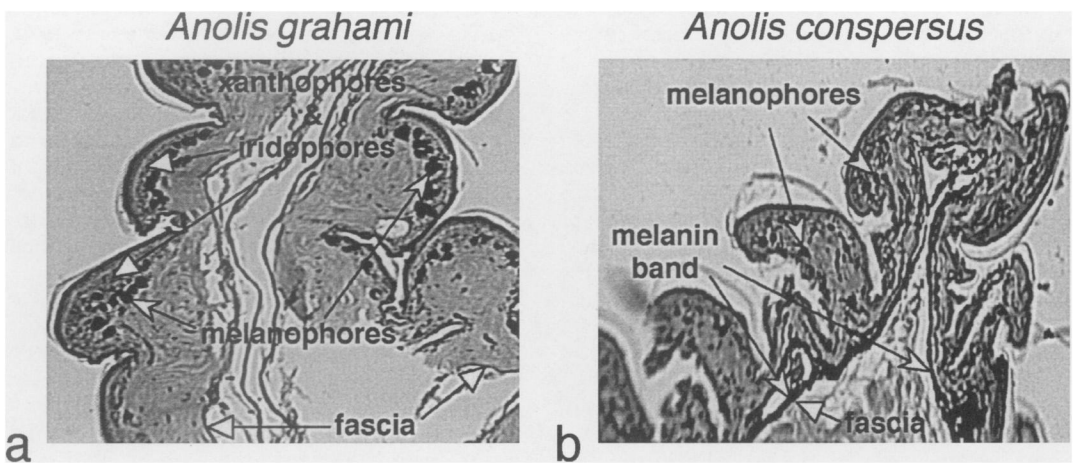 Anolis grahami
xanthophores
&
iridophores
melanophores
fascia
a
Anolis conspersus
melanophores
melanin
band
fascia
b